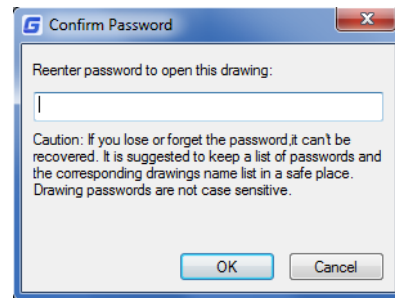 Confirm Password
Reenter password to open this drawing:
Caution: If you lose or forget the password,it can't be
recovered. It is suggested to keep a list of passwords and
the corresponding drawings name list in a safe place.
Drawing passwords are not case sensitive.
OK Cancel